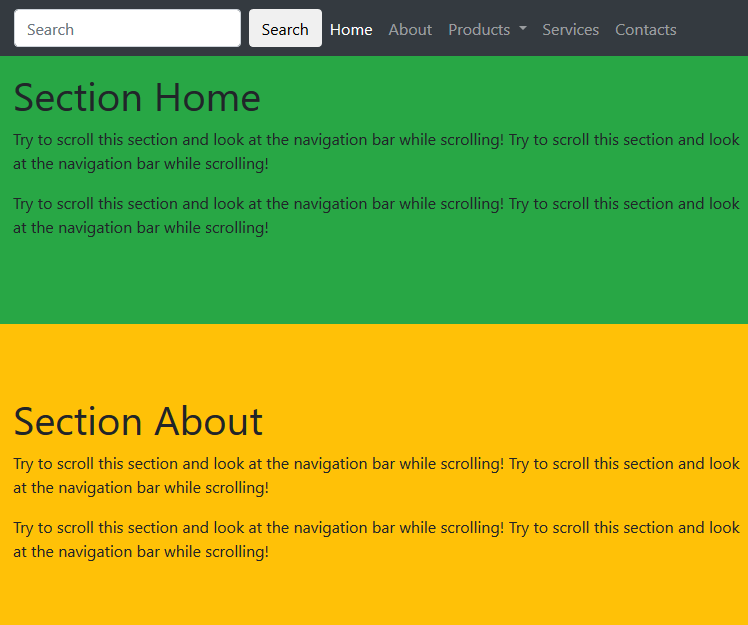 Search Search Home About Products Services Contacts
Section Home
Try to scroll this section and look at the navigation bar while scrolling! Try to scroll this section and look
at the navigation bar while scrolling!
Try to scroll this section and look at the navigation bar while scrolling! Try to scroll this section and look
at the navigation bar while scrolling!
Section About
Try to scroll this section and look at the navigation bar while scrolling! Try to scroll this section and look
at the navigation bar while scrolling!
Try to scroll this section and look at the navigation bar while scrolling! Try to scroll this section and look
at the navigation bar while scrolling!